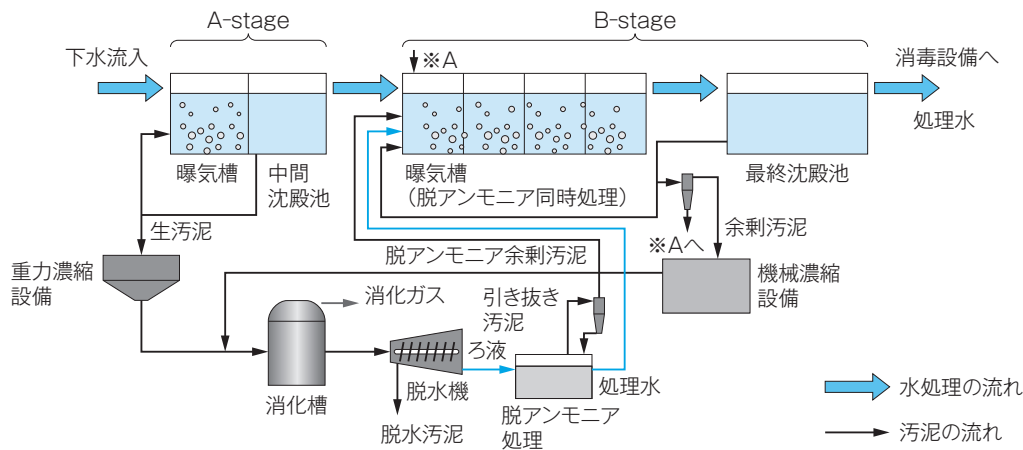 A-stage
B-stage
下水流入
※A
消毒設備へ
処理水
曝気槽
中間
沈殿池
曝気槽
（脱アンモニア同時処理）
最終沈殿池
生汚泥
余剰汚泥
※Aへ
脱アンモニア余剰汚泥
重力濃縮
設備
機械濃縮
設備
消化ガス
引き抜き
汚泥
ろ液
消化槽
脱水機
処理水
脱アンモニア
処理
脱水汚泥
水処理の流れ
汚泥の流れ